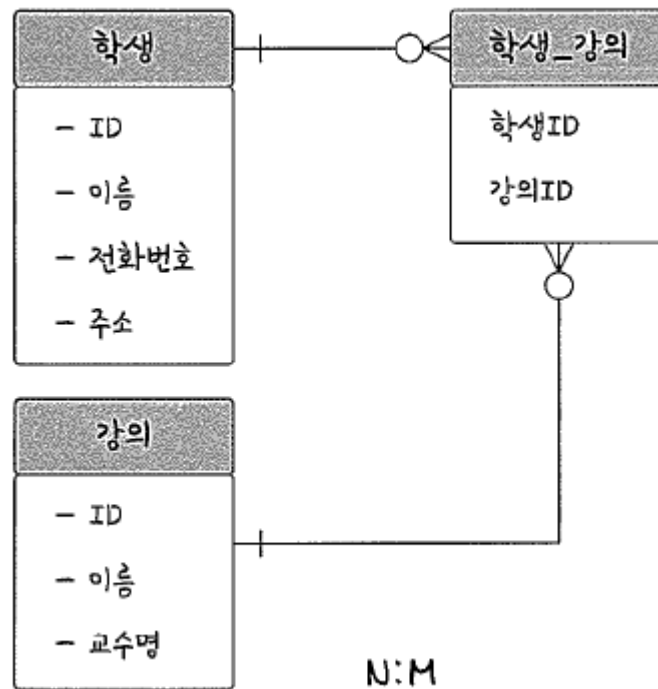 학생
- ID
- 이름
- 전화번호
- 주소
학생_강의
학생ID
강의ID
강의
- ID
- 이름
- 교수명
N:M